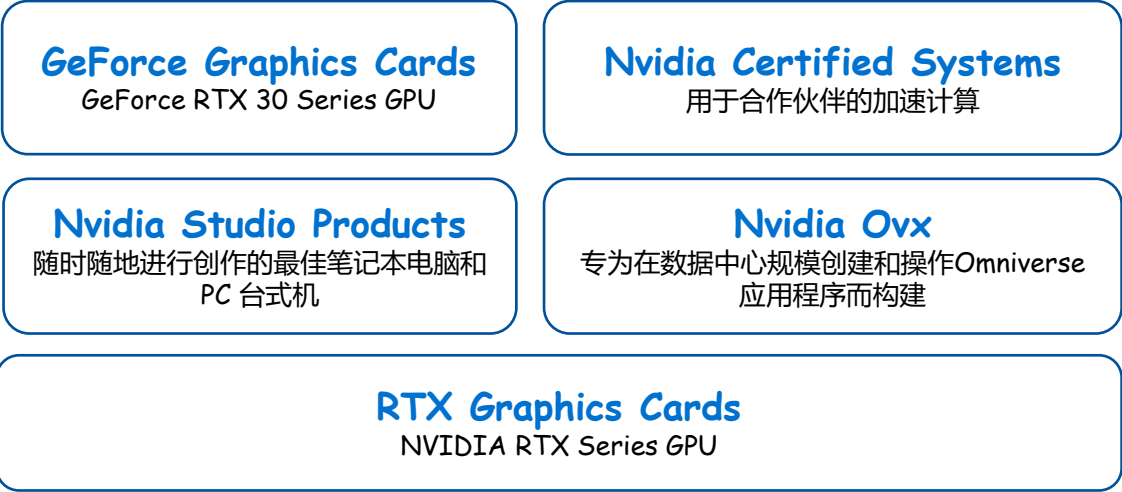 GeForce Graphics Cards
GeForce RTX 30 Series GPU
Nvidia Certified Systems
用于合作伙伴的加速计算
Nvidia Studio Products
随时随地进行创作的最佳笔记本电脑和
PC 台式机
Nvidia Ovx
专为在数据中心规模创建和操作Omniverse
应用程序而构建
RTX Graphics Cards
NVIDIA RTX Series GPU